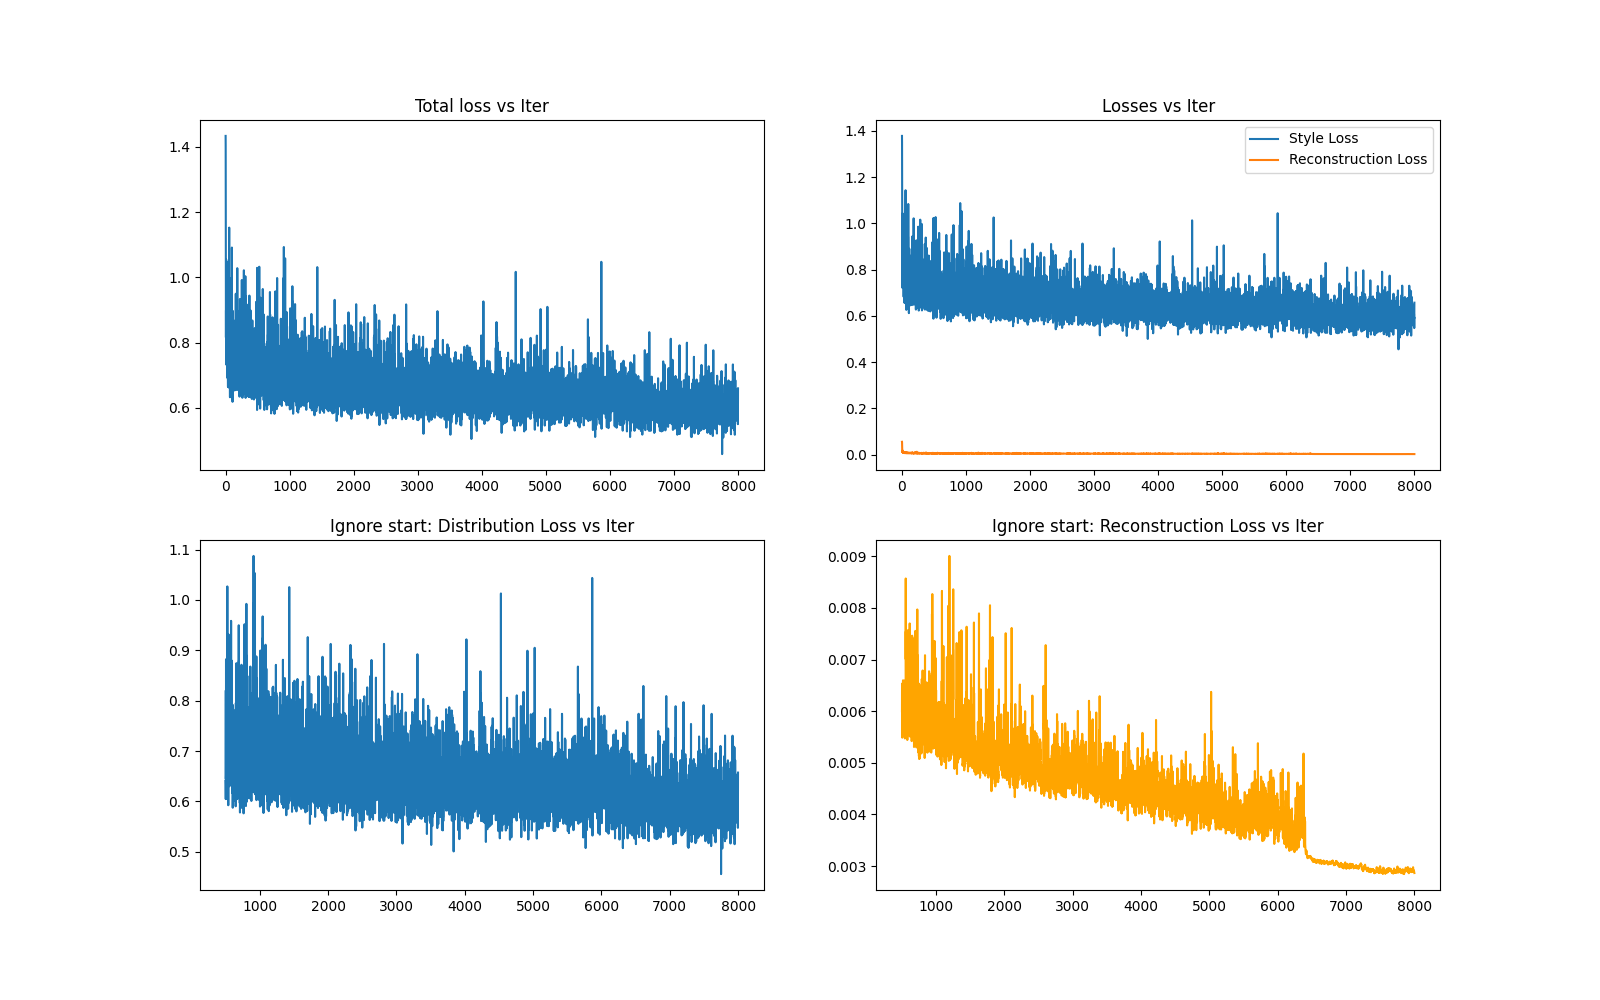 Total loss vs Iter
1.4
1.2
1.0
0.8
0.6
0 1000 2000 3000 4000 5000 6000 7000 8000
Losses vs Iter
Style Loss
Reconstruction Loss
1.4
1.2
1.0
0.8
0.6
0.4
0.2
0.0
0 1000 2000 3000 4000 5000 6000 7000 8000
Ignore start: Distribution Loss vs Iter
1.1
1.0
0.9
0.8
0.7
0.6
0.5
1000 2000 3000 4000 5000 6000 7000 8000
Ignore start: Reconstruction Loss vs Iter
0.009
0.008
0.007
0.006
0.005
0.004
0.003
1000 2000 3000 4000 5000 6000 7000 8000